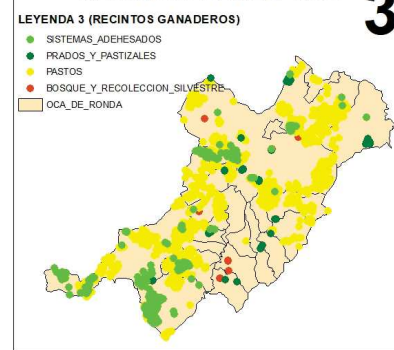 3
LEYENDA 3 (RECINTOS GANADEROS)
SISTEMAS_ADEHESADOS
PRADOS_Y_PASTIZALES
PASTOS
BOSQUE_Y_RECOLECCION_SILVESTRE
OCA_DE_RONDA